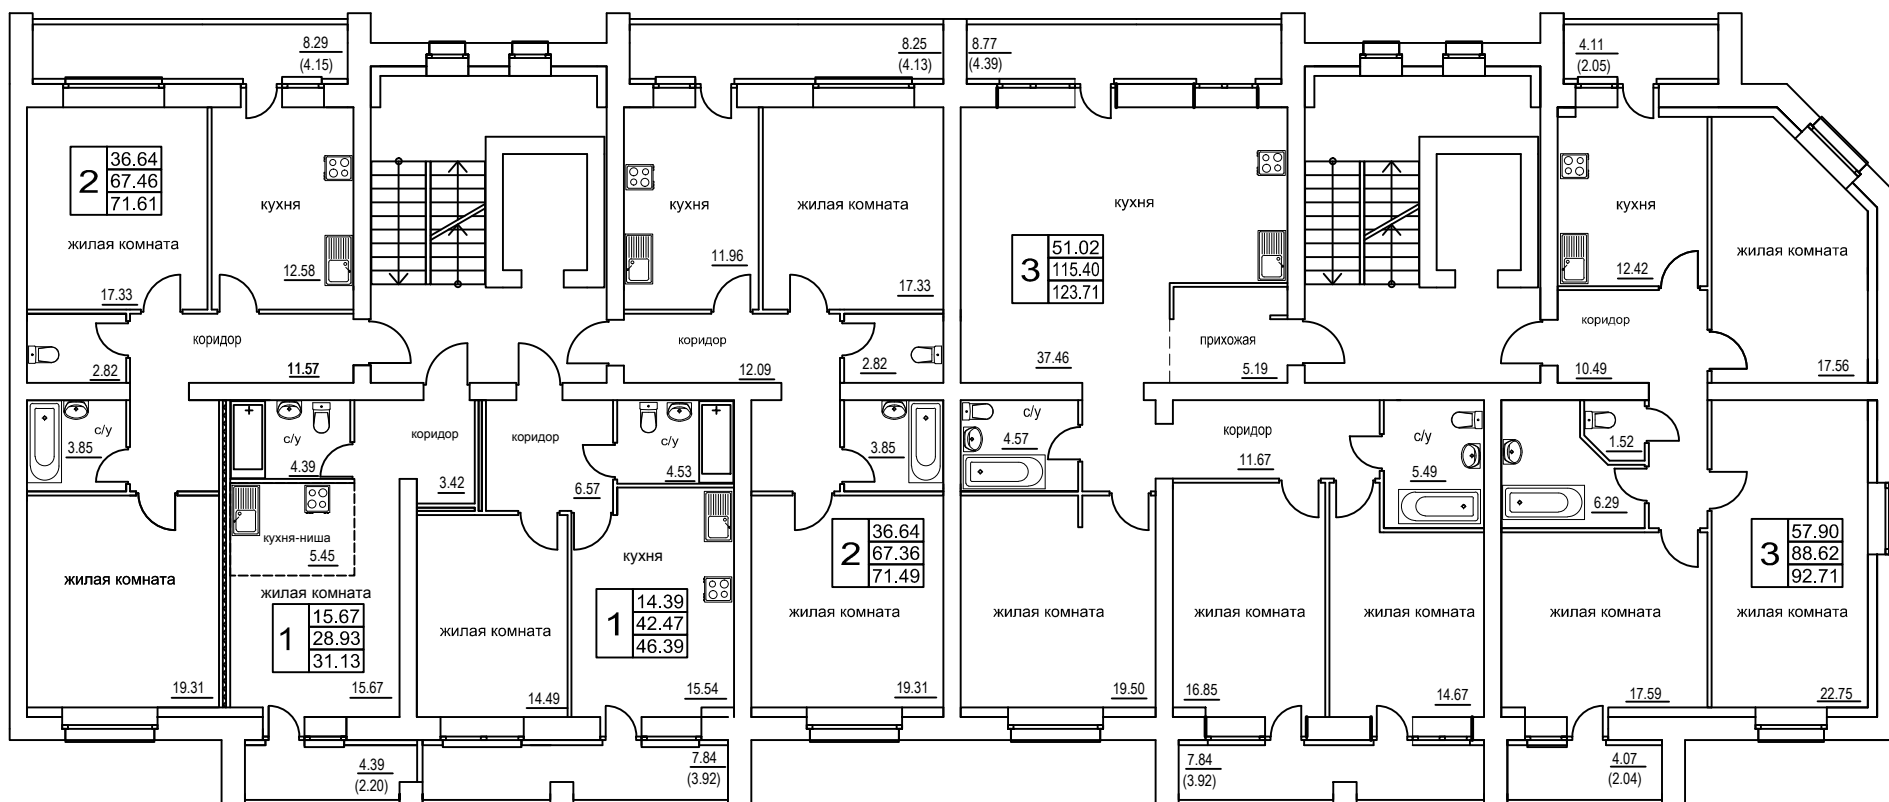 8.29
(4.15)
8.25
(4.13)
8.77
(4.39)
4.11
(2.05)
2
36.64
67.46
71.61
жилая комната
17.33
кухня
12.58
кухня
11.96
жилая комната
17.33
кухня
3
51.02
115.40
123.71
37.46
прихожая
5.19
кухня
12.42
жилая комната
17.56
коридор
11.57
2.82
коридор
12.09
2.82
коридор
10.49
с/у
3.85
с/у
4.39
коридор
3.42
коридор
6.57
с/у
4.53
3.85
с/у
4.57
коридор
11.67
с/у
5.49
1.52
6.29
кухня-ниша
5.45
жилая комната
19.31
жилая комната
1
15.67
28.93
31.13
15.67
жилая комната
14.49
кухня
1
14.39
42.47
46.39
15.54
2
36.64
67.36
71.49
жилая комната
19.31
жилая комната
19.50
жилая комната
16.85
жилая комната
14.67
жилая комната
17.59
3
57.90
88.62
92.71
жилая комната
22.75
4.39
(2.20)
7.84
(3.92)
7.84
(3.92)
4.07
(2.04)